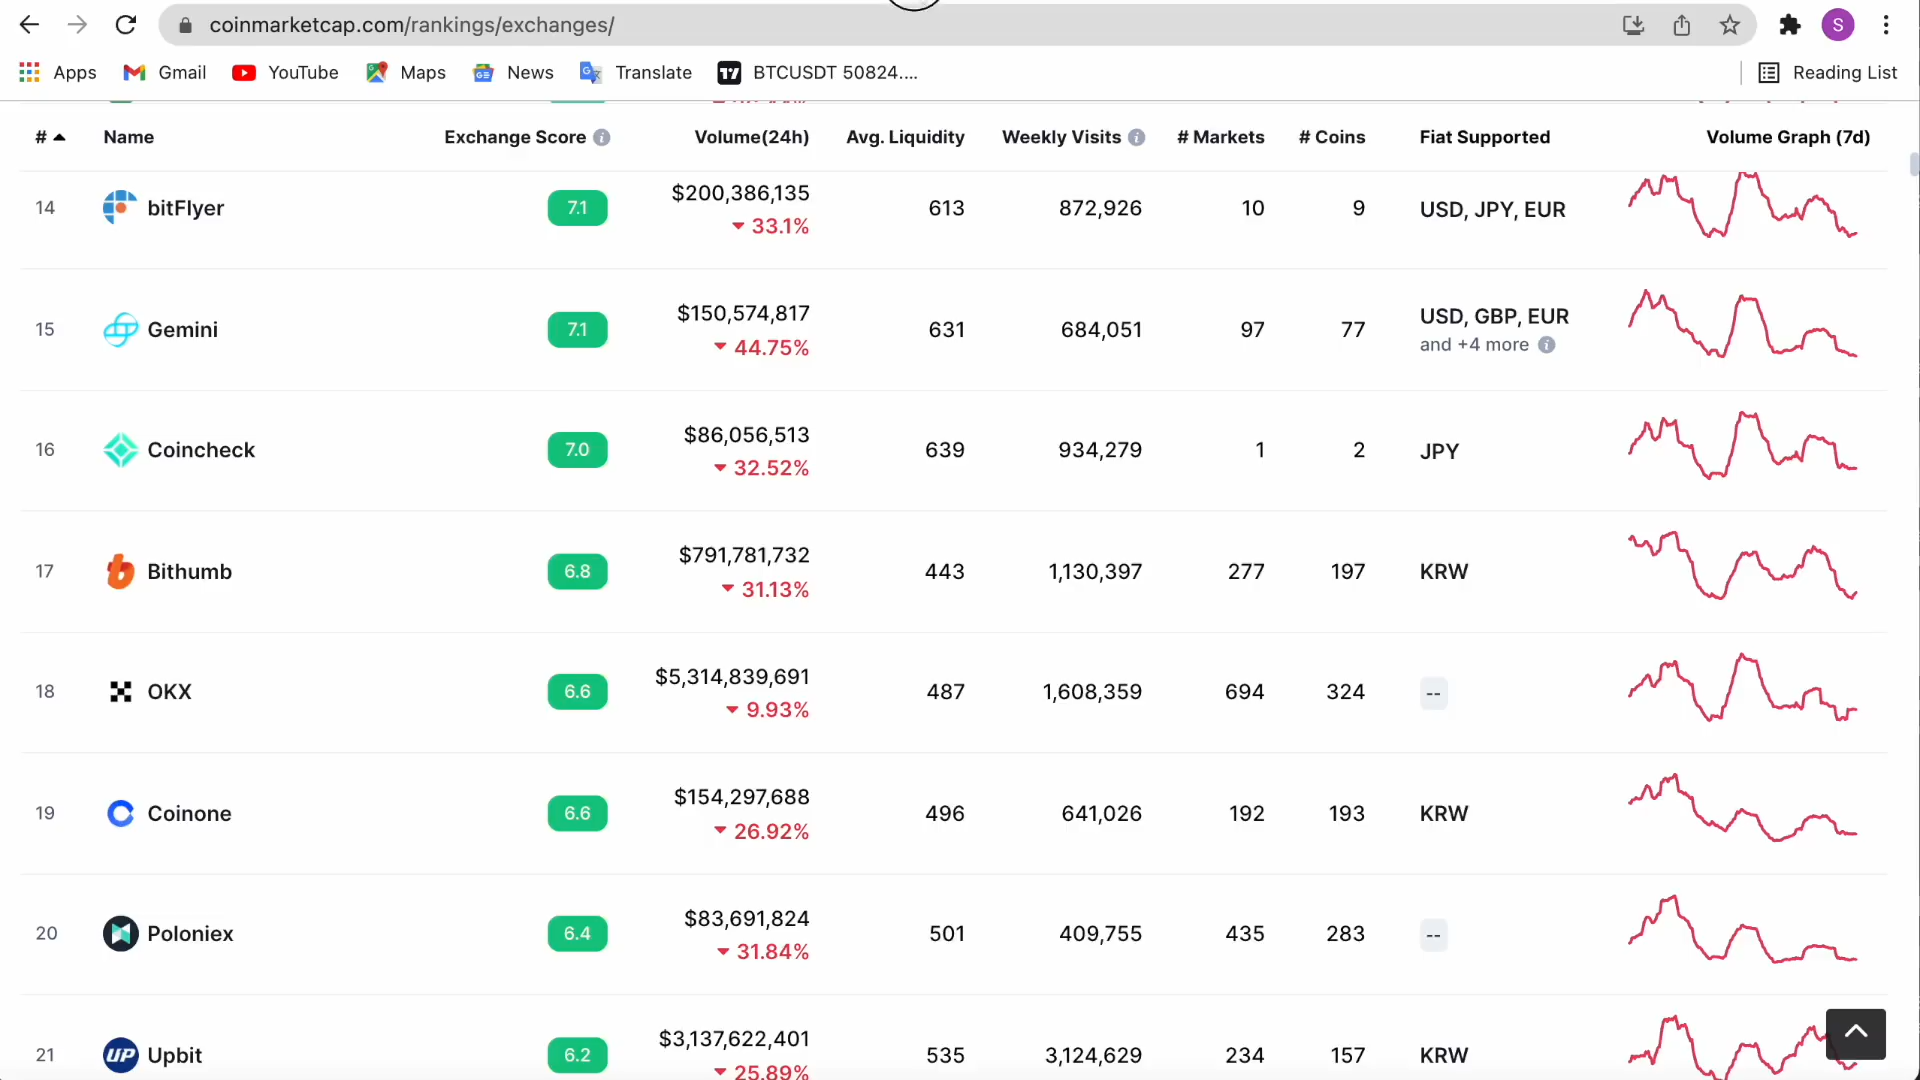 coinmarketcap.com/rankings/exchanges/
S
Apps Gmail YouTube Maps News Translate BTCUSDT 50824.... Reading List
# Name Exchange Score Volume(24h) Avg. Liquidity Weekly Visits # Markets # Coins Fiat Supported Volume Graph (7d)
14 bitFlyer 7.1 $200,386,135 613 872,926 10 9 USD, JPY, EUR
33.1%
15 Gemini 7.1 $150,574,817 631 684,051 97 77 USD, GBP, EUR
44.75% and +4 more
16 Coincheck 7.0 $86,056,513 639 934,279 1 2 JPY
32.52%
17 Bithumb 6.8 $791,781,732 443 1,130,397 277 197 KRW
31.13%
18 OKX 6.6 $5,314,839,691 487 1,608,359 694 324 --
9.93%
19 Coinone 6.6 $154,297,688 496 641,026 192 193 KRW
26.92%
20 Poloniex 6.4 $83,691,824 501 409,755 435 283 --
31.84%
21 UP Upbit 6.2 $3,137,622,401 535 3,124,629 234 157 KRW
25.89%